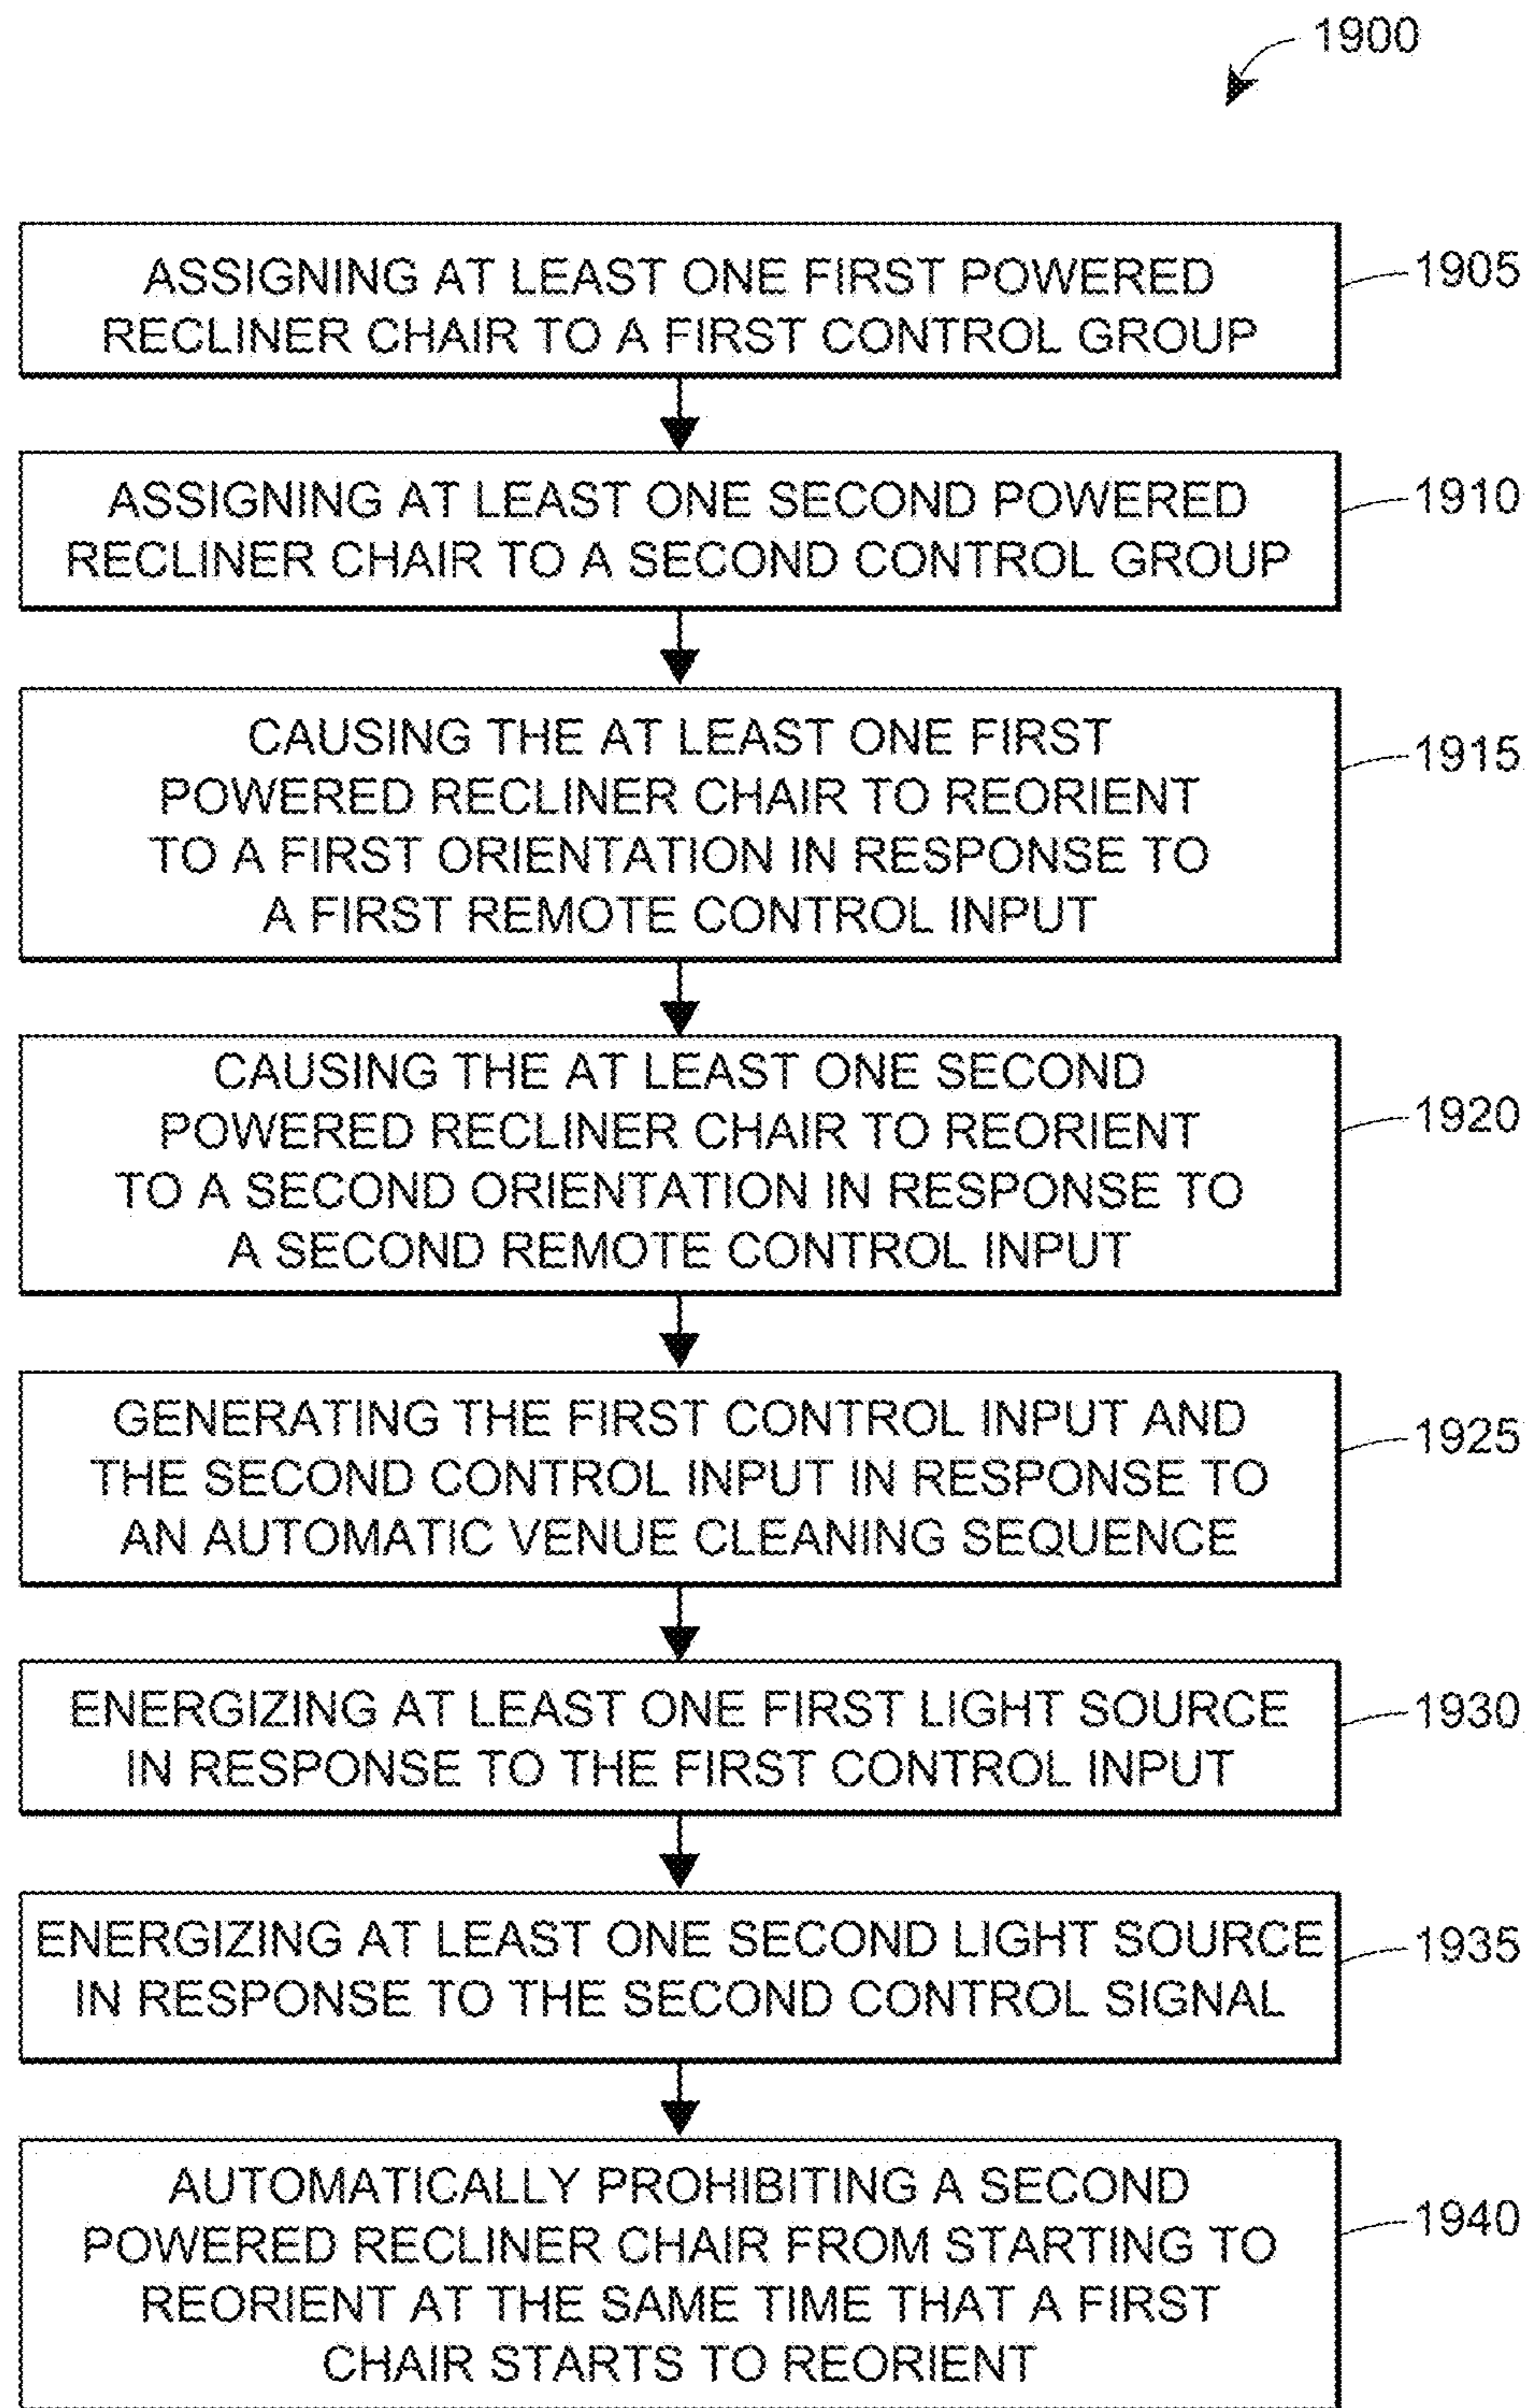 1900
ASSIGNING AT LEAST ONE FIRST POWERED
RECLINER CHAIR TO A FIRST CONTROL GROUP
1905
ASSIGNING AT LEAST ONE SECOND POWERED
RECLINER CHAIR TO A SECOND CONTROL GROUP
1910
CAUSING THE AT LEAST ONE FIRST
POWERED RECLINER CHAIR TO REORIENT
TO A FIRST ORIENTATION IN RESPONSE TO
A FIRST REMOTE CONTROL INPUT
1915
CAUSING THE AT LEAST ONE SECOND
POWERED RECLINER CHAIR TO REORIENT
TO A SECOND ORIENTATION IN RESPONSE TO
A SECOND REMOTE CONTROL INPUT
1920
GENERATING THE FIRST CONTROL INPUT AND
THE SECOND CONTROL INPUT IN RESPONSE TO
AN AUTOMATIC VENUE CLEANING SEQUENCE
1925
ENERGIZING AT LEAST ONE FIRST LIGHT SOURCE
IN RESPONSE TO THE FIRST CONTROL INPUT
1930
ENERGIZING AT LEAST ONE SECOND LIGHT SOURCE
IN RESPONSE TO THE SECOND CONTROL SIGNAL
1935
AUTOMATICALLY PROHIBITING A SECOND
POWERED RECLINER CHAIR FROM STARTING TO
REORIENT AT THE SAME TIME THAT A FIRST
CHAIR STARTS TO REORIENT
1940